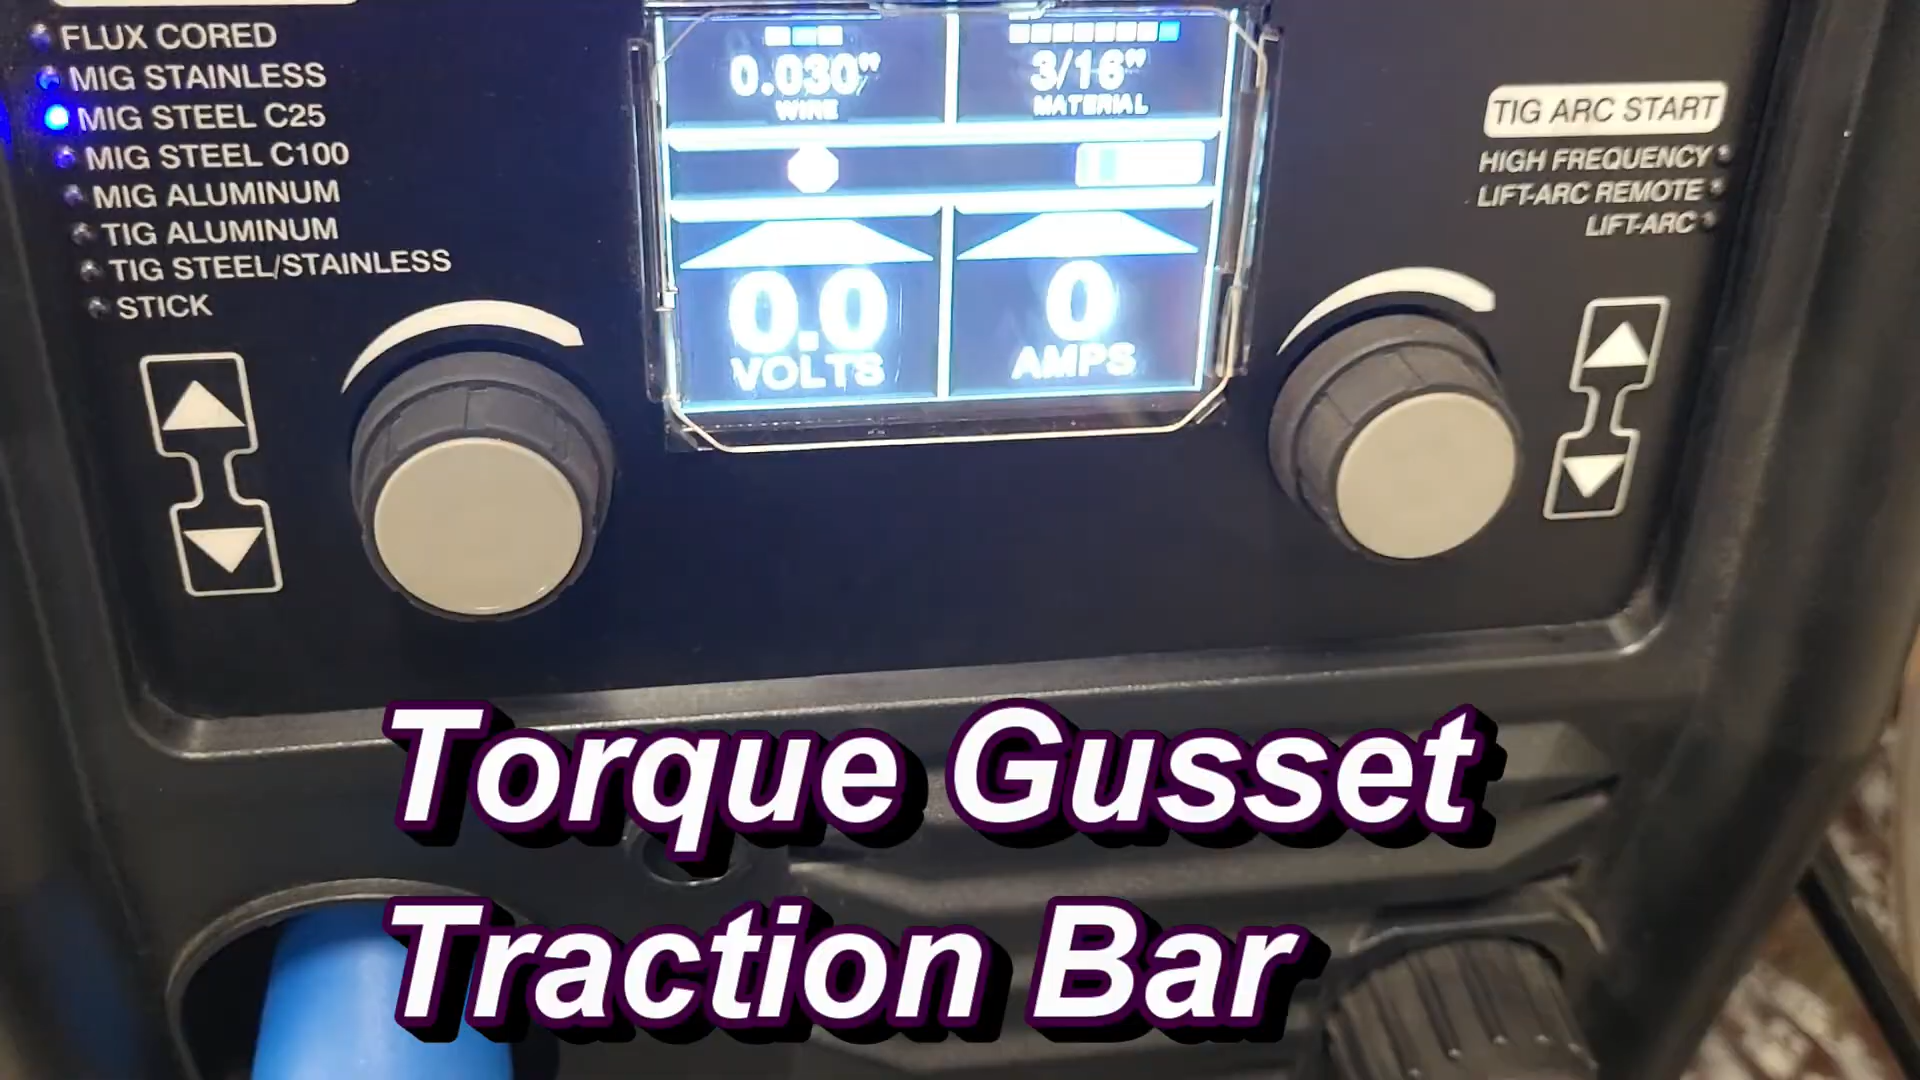 FLUX CORED
MIG STAINLESS
MIG STEEL C25
MIG STEEL C100
MIG ALUMINUM
TIG ALUMINUM
TIG STEEL/STAINLESS
STICK
0.030"
WIRE
3/16"
MATERIAL
0.0
VOLTS
0
AMPS
TIG ARC START
HIGH FREQUENCY
LIFT-ARC REMOTE
LIFT-ARC
Torque Gusset
Traction Bar